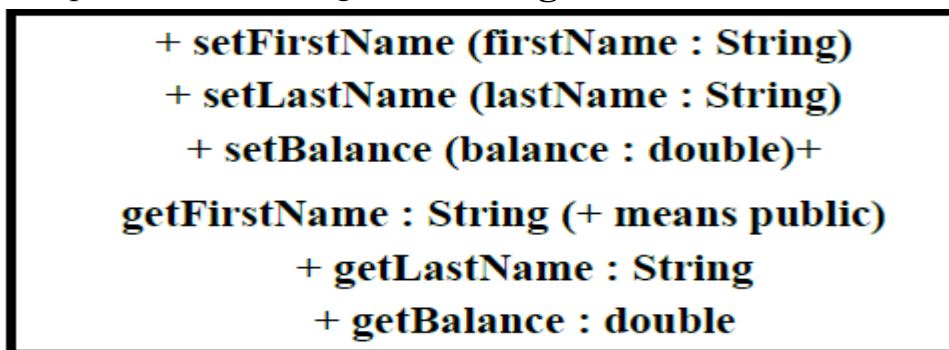 + setFirstName (firstName : String)
+ setLastName (lastName : String)
+ setBalance (balance : double)+
getFirstName : String (+ means public)
+ getLastName : String
+ getBalance : double